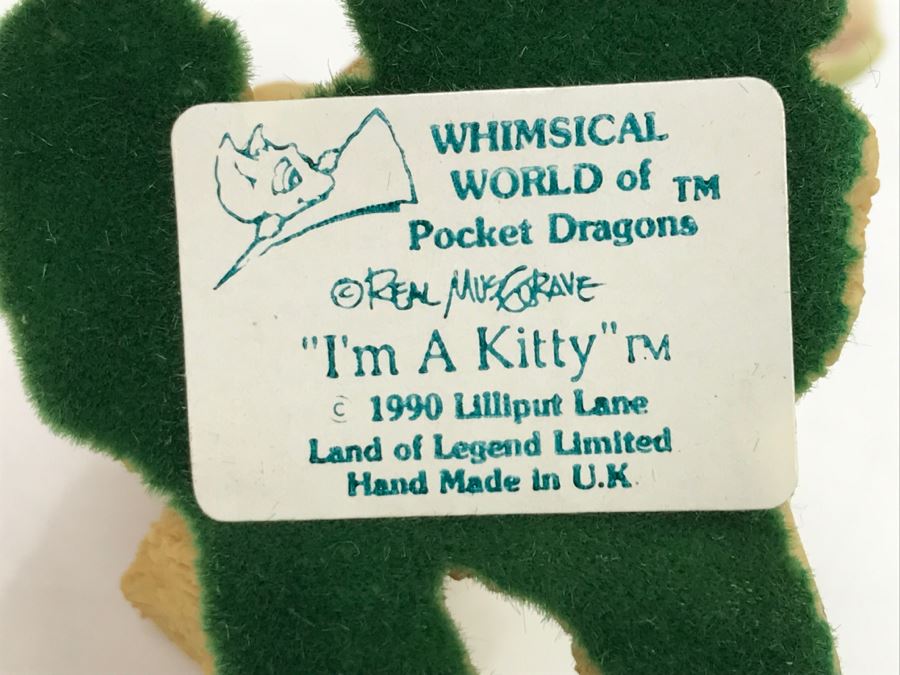 WHIMSICAL
WORLD of TM
Pocket Dragons
© REAL MUSGRAVE
"I'm A Kitty" TM
c 1990 Lilliput Lane
Land of Legend Limited
Hand Made in U.K